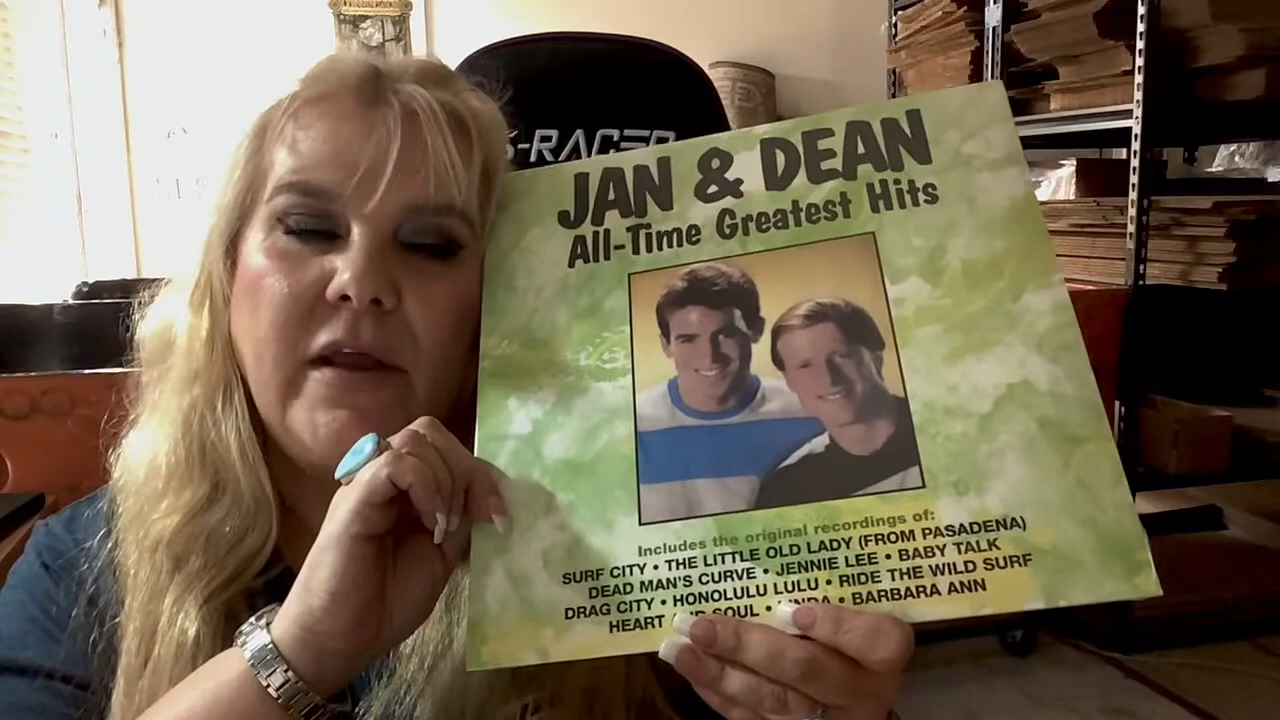 S-RACER
JAN & DEAN
All-Time Greatest Hits
Includes the original recordings of:
SURF CITY • THE LITTLE OLD LADY (FROM PASADENA)
DEAD MAN'S CURVE • JENNIE LEE • BABY TALK
DRAG CITY • HONOLULU LULU • RIDE THE WILD SURF
HEART SOUL • LINDA • BARBARA ANN